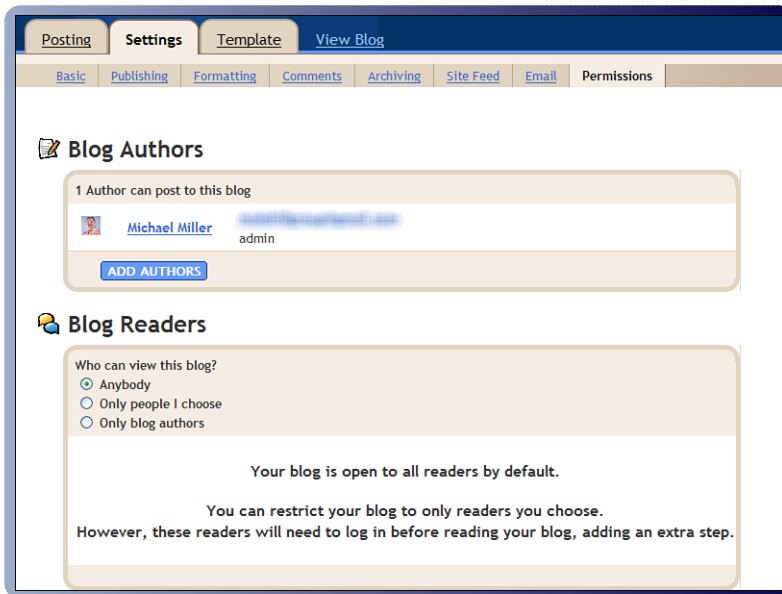 Posting Settings Template View Blog
Basic Publishing Formatting Comments Archiving Site Feed Email Permissions
Blog Authors
1 Author can post to this blog
Michael Miller
admin
ADD AUTHORS
Blog Readers
Who can view this blog?
Anybody
Only people I choose
Only blog authors
Your blog is open to all readers by default.
You can restrict your blog to only readers you choose.
However, these readers will need to log in before reading your blog, adding an extra step.